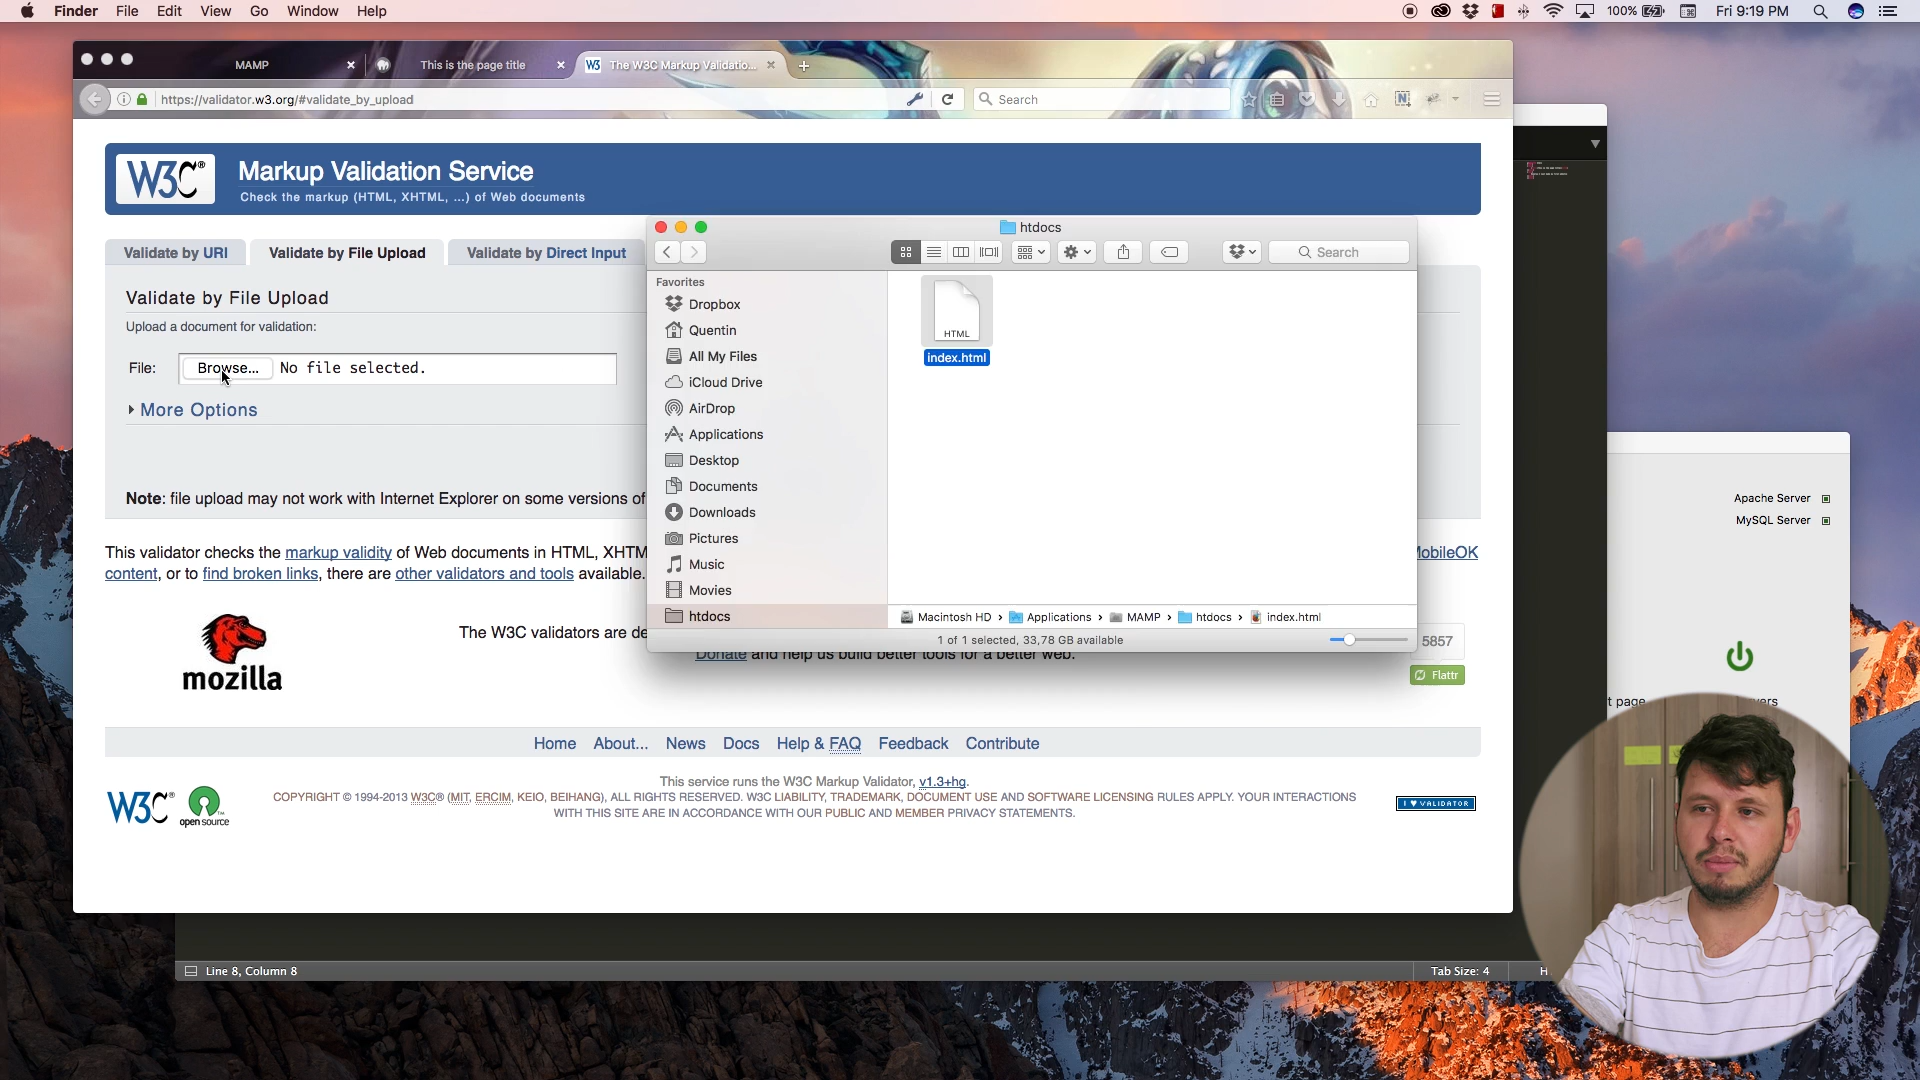 Finder File Edit View Go Window Help
100% Fri 9:19 PM
MAMP
This is the page title
W3 The W3C Markup Validatio...
https://validator.w3.org/#validate_by_upload
Search
W3C®
Markup Validation Service
Check the markup (HTML, XHTML, ...) of Web documents
Validate by URI
Validate by File Upload
Validate by Direct Input
Validate by File Upload
Upload a document for validation:
File: Browse... No file selected.
More Options
Note: file upload may not work with Internet Explorer on some versions of
This validator checks the markup validity of Web documents in HTML, XHTM
content, or to find broken links, there are other validators and tools available.
MobileOK
mozilla
The W3C validators are de
Donate and help us build better tools for a better web.
5857
Flattr
htdocs
Search
Favorites
Dropbox
Quentin
All My Files
iCloud Drive
AirDrop
Applications
Desktop
Documents
Downloads
Pictures
Music
Movies
htdocs
HTML
index.html
Macintosh HD › Applications › MAMP › htdocs › index.html
1 of 1 selected, 33,78 GB available
Home About... News Docs Help & FAQ Feedback Contribute
W3C open source
This service runs the W3C Markup Validator, v1.3+hg.
COPYRIGHT © 1994-2013 W3C® (MIT, ERCIM, KEIO, BEIHANG), ALL RIGHTS RESERVED. W3C LIABILITY, TRADEMARK, DOCUMENT USE AND SOFTWARE LICENSING RULES APPLY. YOUR INTERACTIONS
WITH THIS SITE ARE IN ACCORDANCE WITH OUR PUBLIC AND MEMBER PRIVACY STATEMENTS.
I ♥ VALIDATOR
Apache Server
MySQL Server
t page
vers
Line 8, Column 8
Tab Size: 4
H